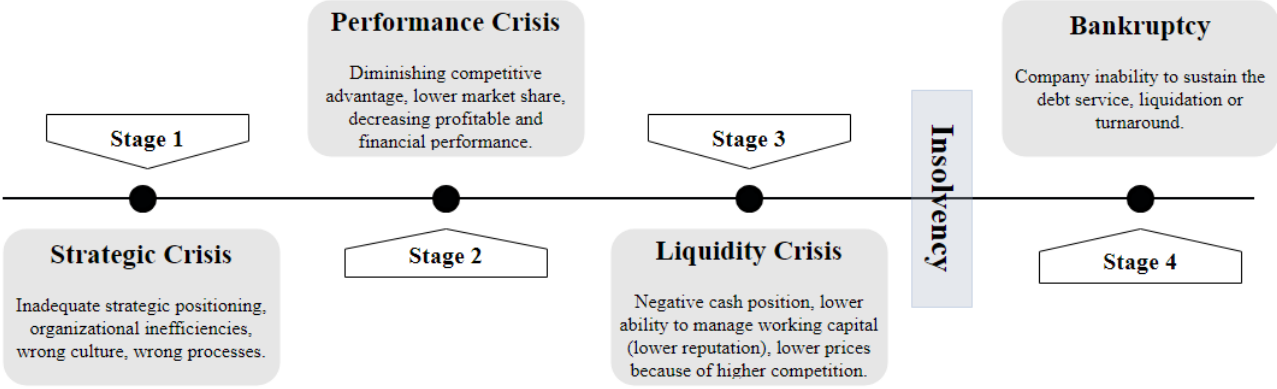 Stage 1
Strategic Crisis
Inadequate strategic positioning,
organizational inefficiencies,
wrong culture, wrong processes.
Performance Crisis
Diminishing competitive
advantage, lower market share,
decreasing profitable and
financial performance.
Stage 2
Stage 3
Liquidity Crisis
Negative cash position, lower
ability to manage working capital
(lower reputation), lower prices
because of higher competition.
Insolvency
Bankruptcy
Company inability to sustain the
debt service, liquidation or
turnaround.
Stage 4